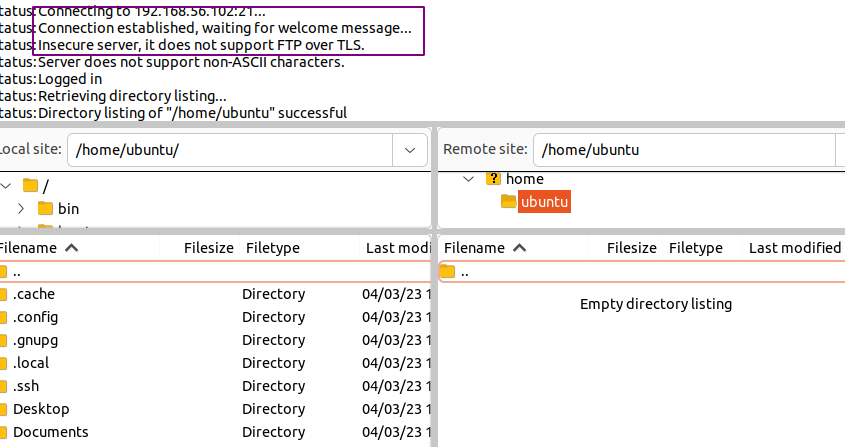 tatus: Connecting to 192.168.56.102:21...
tatus: Connection established, waiting for welcome message...
tatus: Insecure server, it does not support FTP over TLS.
tatus: Server does not support non-ASCII characters.
tatus: Logged in
tatus: Retrieving directory listing...
tatus: Directory listing of "/home/ubuntu" successful
Local site: /home/ubuntu/
/
bin
Remote site: /home/ubuntu
home
ubuntu
Filename Filesize Filetype Last modi
..
.cache Directory 04/03/23 1
.config Directory 04/03/23 1
.gnupg Directory 04/03/23 1
.local Directory 04/03/23 1
.ssh Directory 04/03/23 1
Desktop Directory 04/03/23 1
Documents Directory 04/03/23 1
Filename Filesize Filetype Last modified
..
Empty directory listing